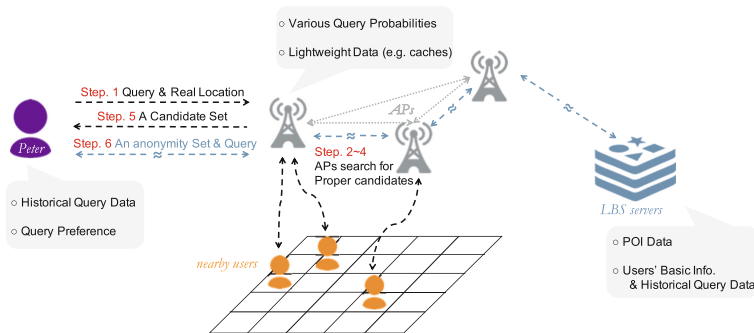 ○ Various Query Probabilities
○ Lightweight Data (e.g. caches)
Step. 1 Query & Real Location
Step. 5 A Candidate Set
Step. 6 An anonymity Set & Query
≈
Peter
○ Historical Query Data
○ Query Preference
APs
≈
≈
≈
Step. 2~4
APs search for
Proper candidates
nearby users
LBS servers
○ POI Data
○ Users' Basic Info.
& Historical Query Data